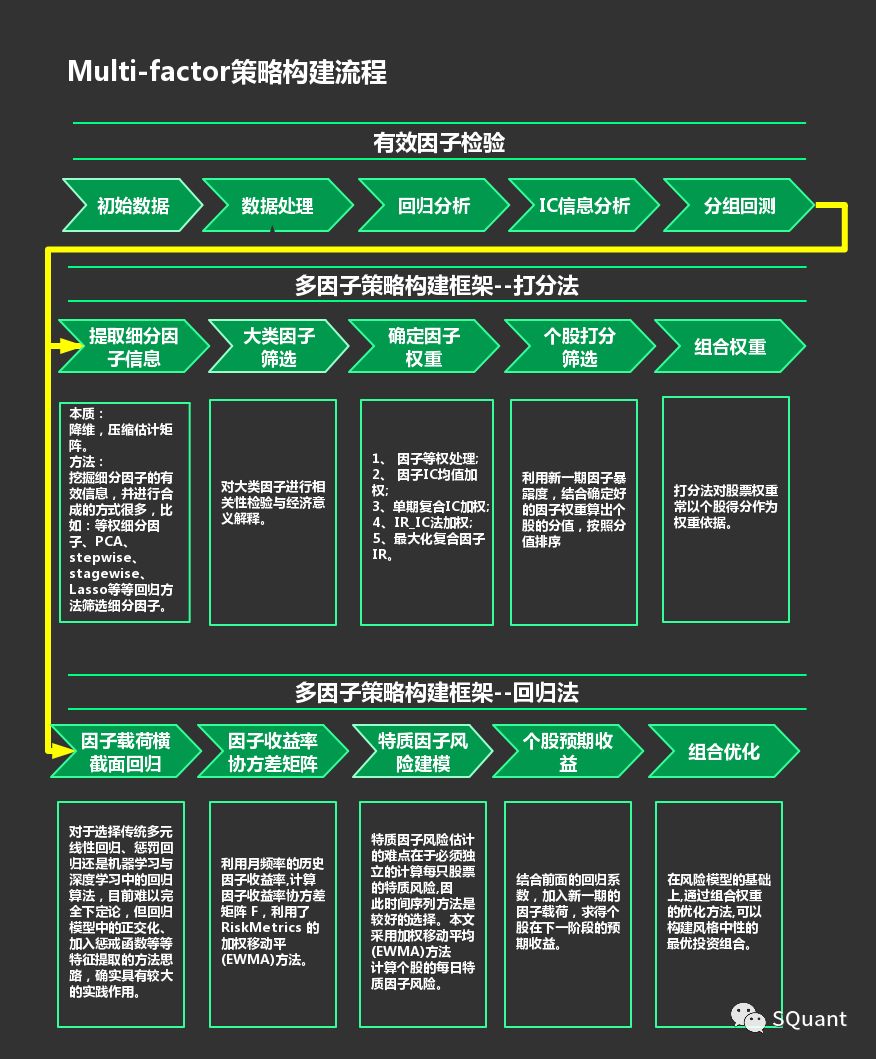 Multi-factor策略构建流程
有效因子检验
初始数据
数据处理
回归分析
IC信息分析
分组回测
多因子策略构建框架--打分法
提取细分因
子信息
大类因子
筛选
确定因子
权重
个股打分
筛选
组合权重
本质：
降维，压缩估计矩
阵。
方法：
挖掘细分因子的有
效信息，并进行合
成的方式很多，比
如：等权细分因
子、PCA、
stepwise、
stagewise、
Lasso等等回归方
法筛选细分因子。
对大类因子进行相
关性检验与经济意
义解释。
1、 因子等权处理;
2、 因子IC均值加
权;
3、单期复合IC加权;
4、IR_IC法加权;
5、最大化复合因子
IR。
利用新一期因子暴
露度，结合确定好
的因子权重算出个
股的分值，按照分
值排序
打分法对股票权重
常以个股得分作为
权重依据。
多因子策略构建框架--回归法
因子载荷横
截面回归
因子收益率
协方差矩阵
特质因子风
险建模
个股预期收
益
组合优化
对于选择传统多元
线性回归、惩罚回
归还是机器学习与
深度学习中的回归
算法，目前难以完
全下定论，但回归
模型中的正交化、
加入惩戒函数等等
特征提取的方法思
路，确实具有较大
的实践作用。
利用月频率的历史
因子收益率,计算
因子收益率协方差
矩阵 F，利用了
RiskMetrics 的
加权移动平
(EWMA)方法。
特质因子风险估计
的难点在于必须独
立的计算每只股票
的特质风险,因
此时间序列方法是
较好的选择。本文
采用加权移动平均
(EWMA)方法
计算个股的每日特
质因子风险。
结合前面的回归系
数，加入新一期的
因子载荷，求得个
股在下一阶段的预
期收益。
在风险模型的基础
上,通过组合权重
的优化方法,可以
构建风格中性的
最优投资组合。
SQuant